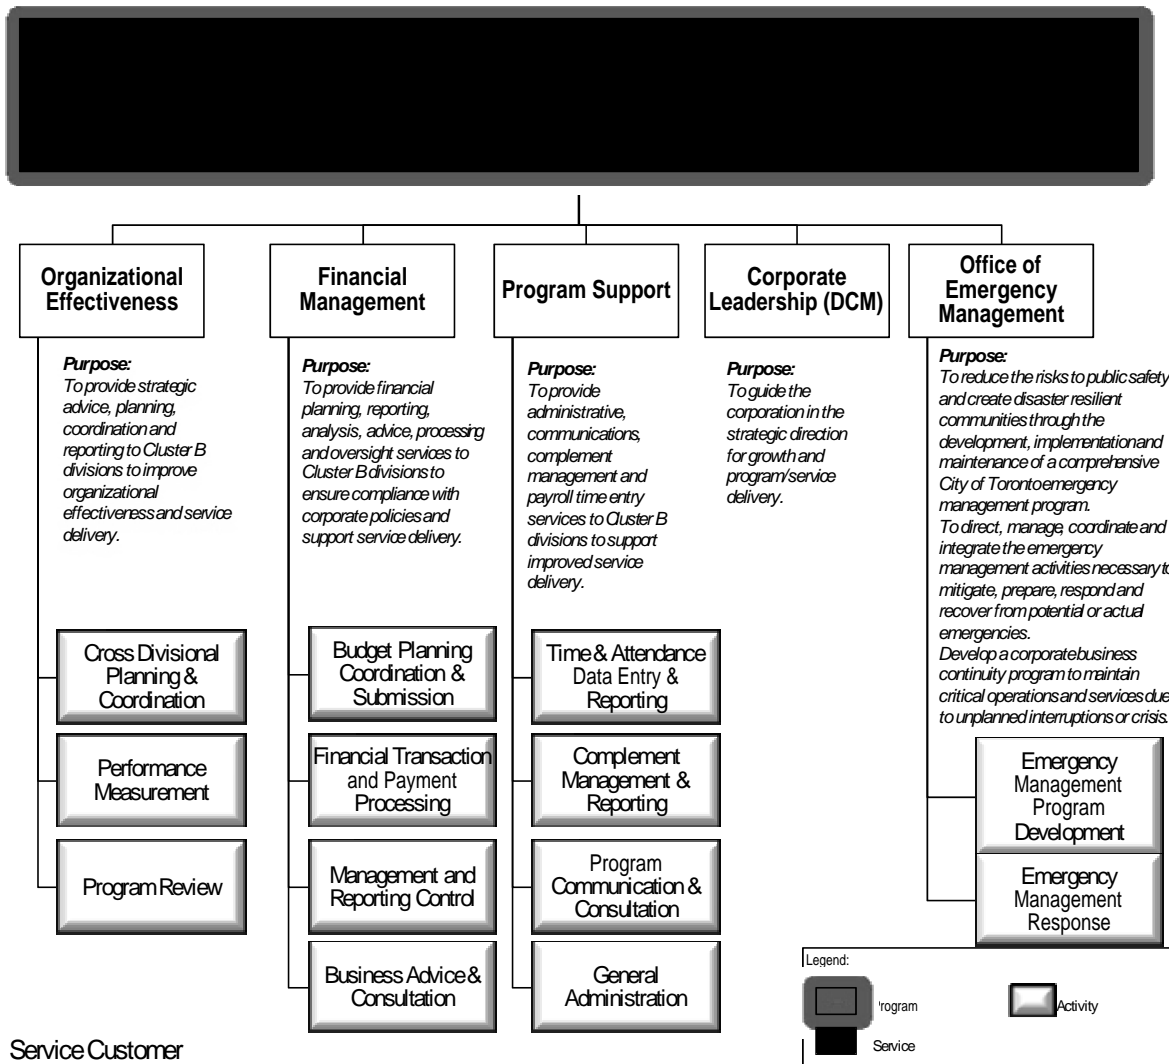 Organizational
Effectiveness
Financial
Management
Program Support
Corporate
Leadership (DCM)
Office of
Emergency
Management
Purpose:
To provide strategic
advice, planning,
coordination and
reporting to Cluster B
divisions to improve
organizational
effectiveness and service
delivery.
Purpose:
To provide financial
planning, reporting,
analysis, advice, processing
and oversight services to
Cluster B divisions to
ensure compliance with
corporate policies and
support service delivery.
Purpose:
To provide
administrative,
communications,
complement
management and
payroll time entry
services to Cluster B
divisions to support
improved service
delivery.
Purpose:
To guide the
corporation in the
strategic direction
for growth and
program/service
delivery.
Purpose:
To reduce the risks to public safety
and create disaster resilient
communities through the
development, implementation and
maintenance of a comprehensive
City of Toronto emergency
management program.
To direct, manage, coordinate and
integrate the emergency
management activities necessary to
mitigate, prepare, respond and
recover from potential or actual
emergencies.
Develop a corporate business
continuity program to maintain
critical operations and services due
to unplanned interruptions or crisis.
Cross Divisional
Planning &
Coordination
Performance
Measurement
Program Review
Budget Planning
Coordination &
Submission
Financial Transaction
and Payment
Processing
Management and
Reporting Control
Business Advice &
Consultation
Time & Attendance
Data Entry &
Reporting
Complement
Management &
Reporting
Program
Communication &
Consultation
General
Administration
Emergency
Management
Program
Development
Emergency
Management
Response
Legend:
Program
Activity
Service
Service Customer